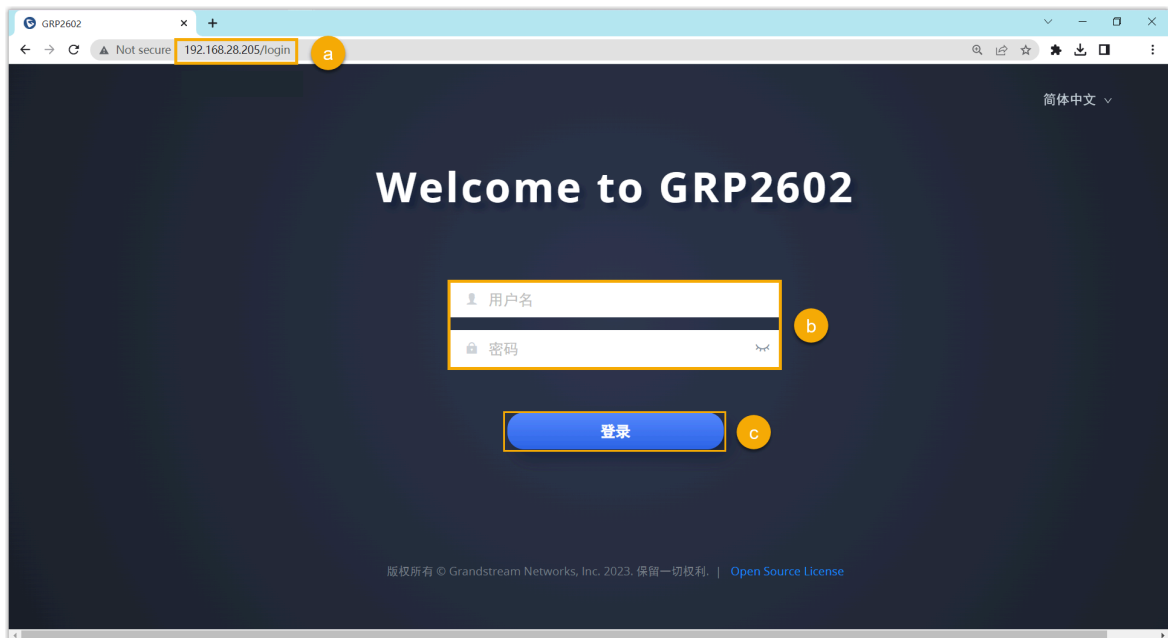 GRP2602
Not secure 192.168.28.205/login
a
简体中文
Welcome to GRP2602
用户名
b
密码
登录
c
版权所有 © Grandstream Networks, Inc. 2023. 保留一切权利. | Open Source License